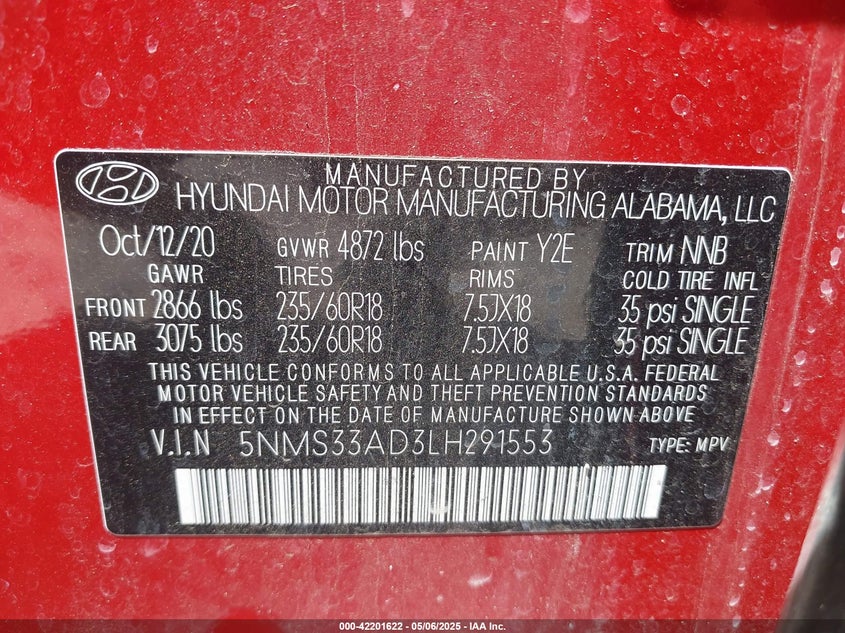 MANUFACTURED BY
HYUNDAI MOTOR MANUFACTURING ALABAMA, LLC
Oct/12/20 GVWR 4872 lbs PAINT Y2E TRIM NNB
GAWR TIRES RIMS COLD TIRE INFL
FRONT 2866 lbs 235/60R18 7.5JX18 35 psi SINGLE
REAR 3075 lbs 235/60R18 7.5JX18 35 psi SINGLE
THIS VEHICLE CONFORMS TO ALL APPLICABLE U.S.A. FEDERAL
MOTOR VEHICLE SAFETY AND THEFT PREVENTION STANDARDS
IN EFFECT ON THE DATE OF MANUFACTURE SHOWN ABOVE.
V.I.N 5NMS33AD3LH291553 TYPE: MPV
000-42201622 - 05/06/2025 - IAA Inc.